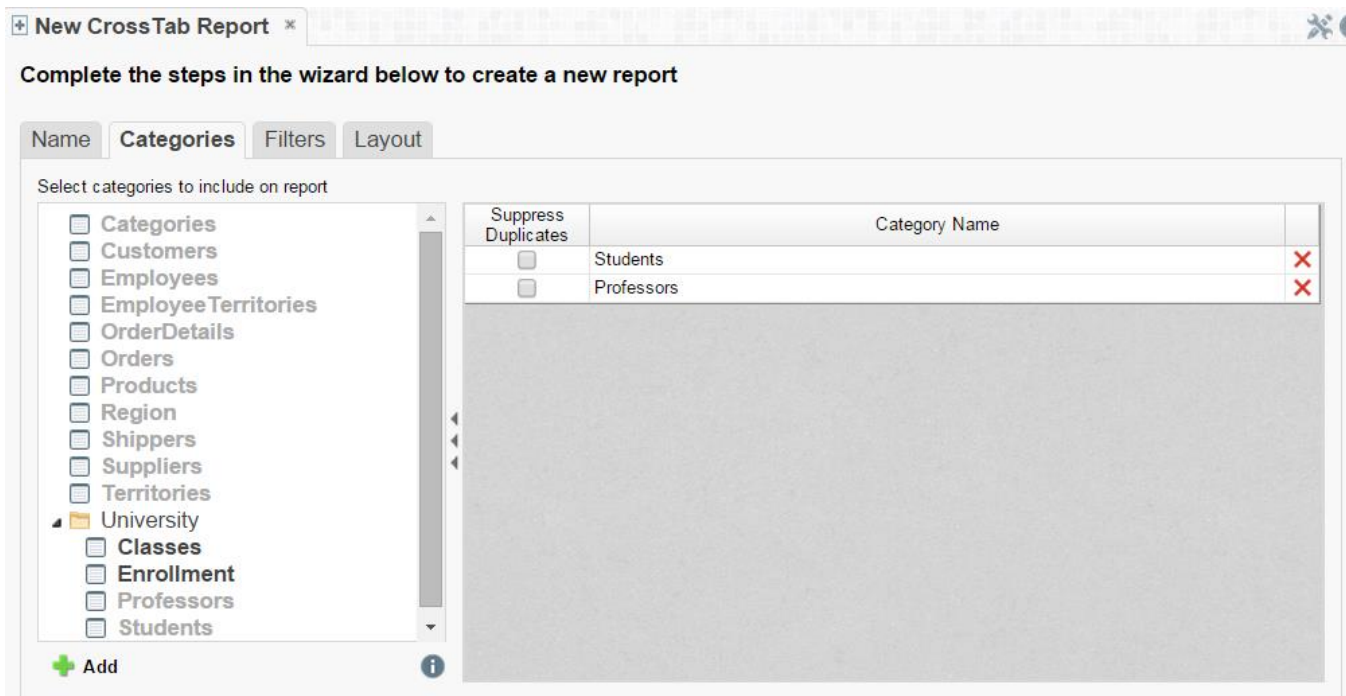 New CrossTab Report
Complete the steps in the wizard below to create a new report
Name Categories Filters Layout
Select categories to include on report
Categories
Customers
Employees
EmployeeTerritories
OrderDetails
Orders
Products
Region
Shippers
Suppliers
Territories
University
Classes
Enrollment
Professors
Students
Add
Suppress
Duplicates
Category Name
Students
Professors